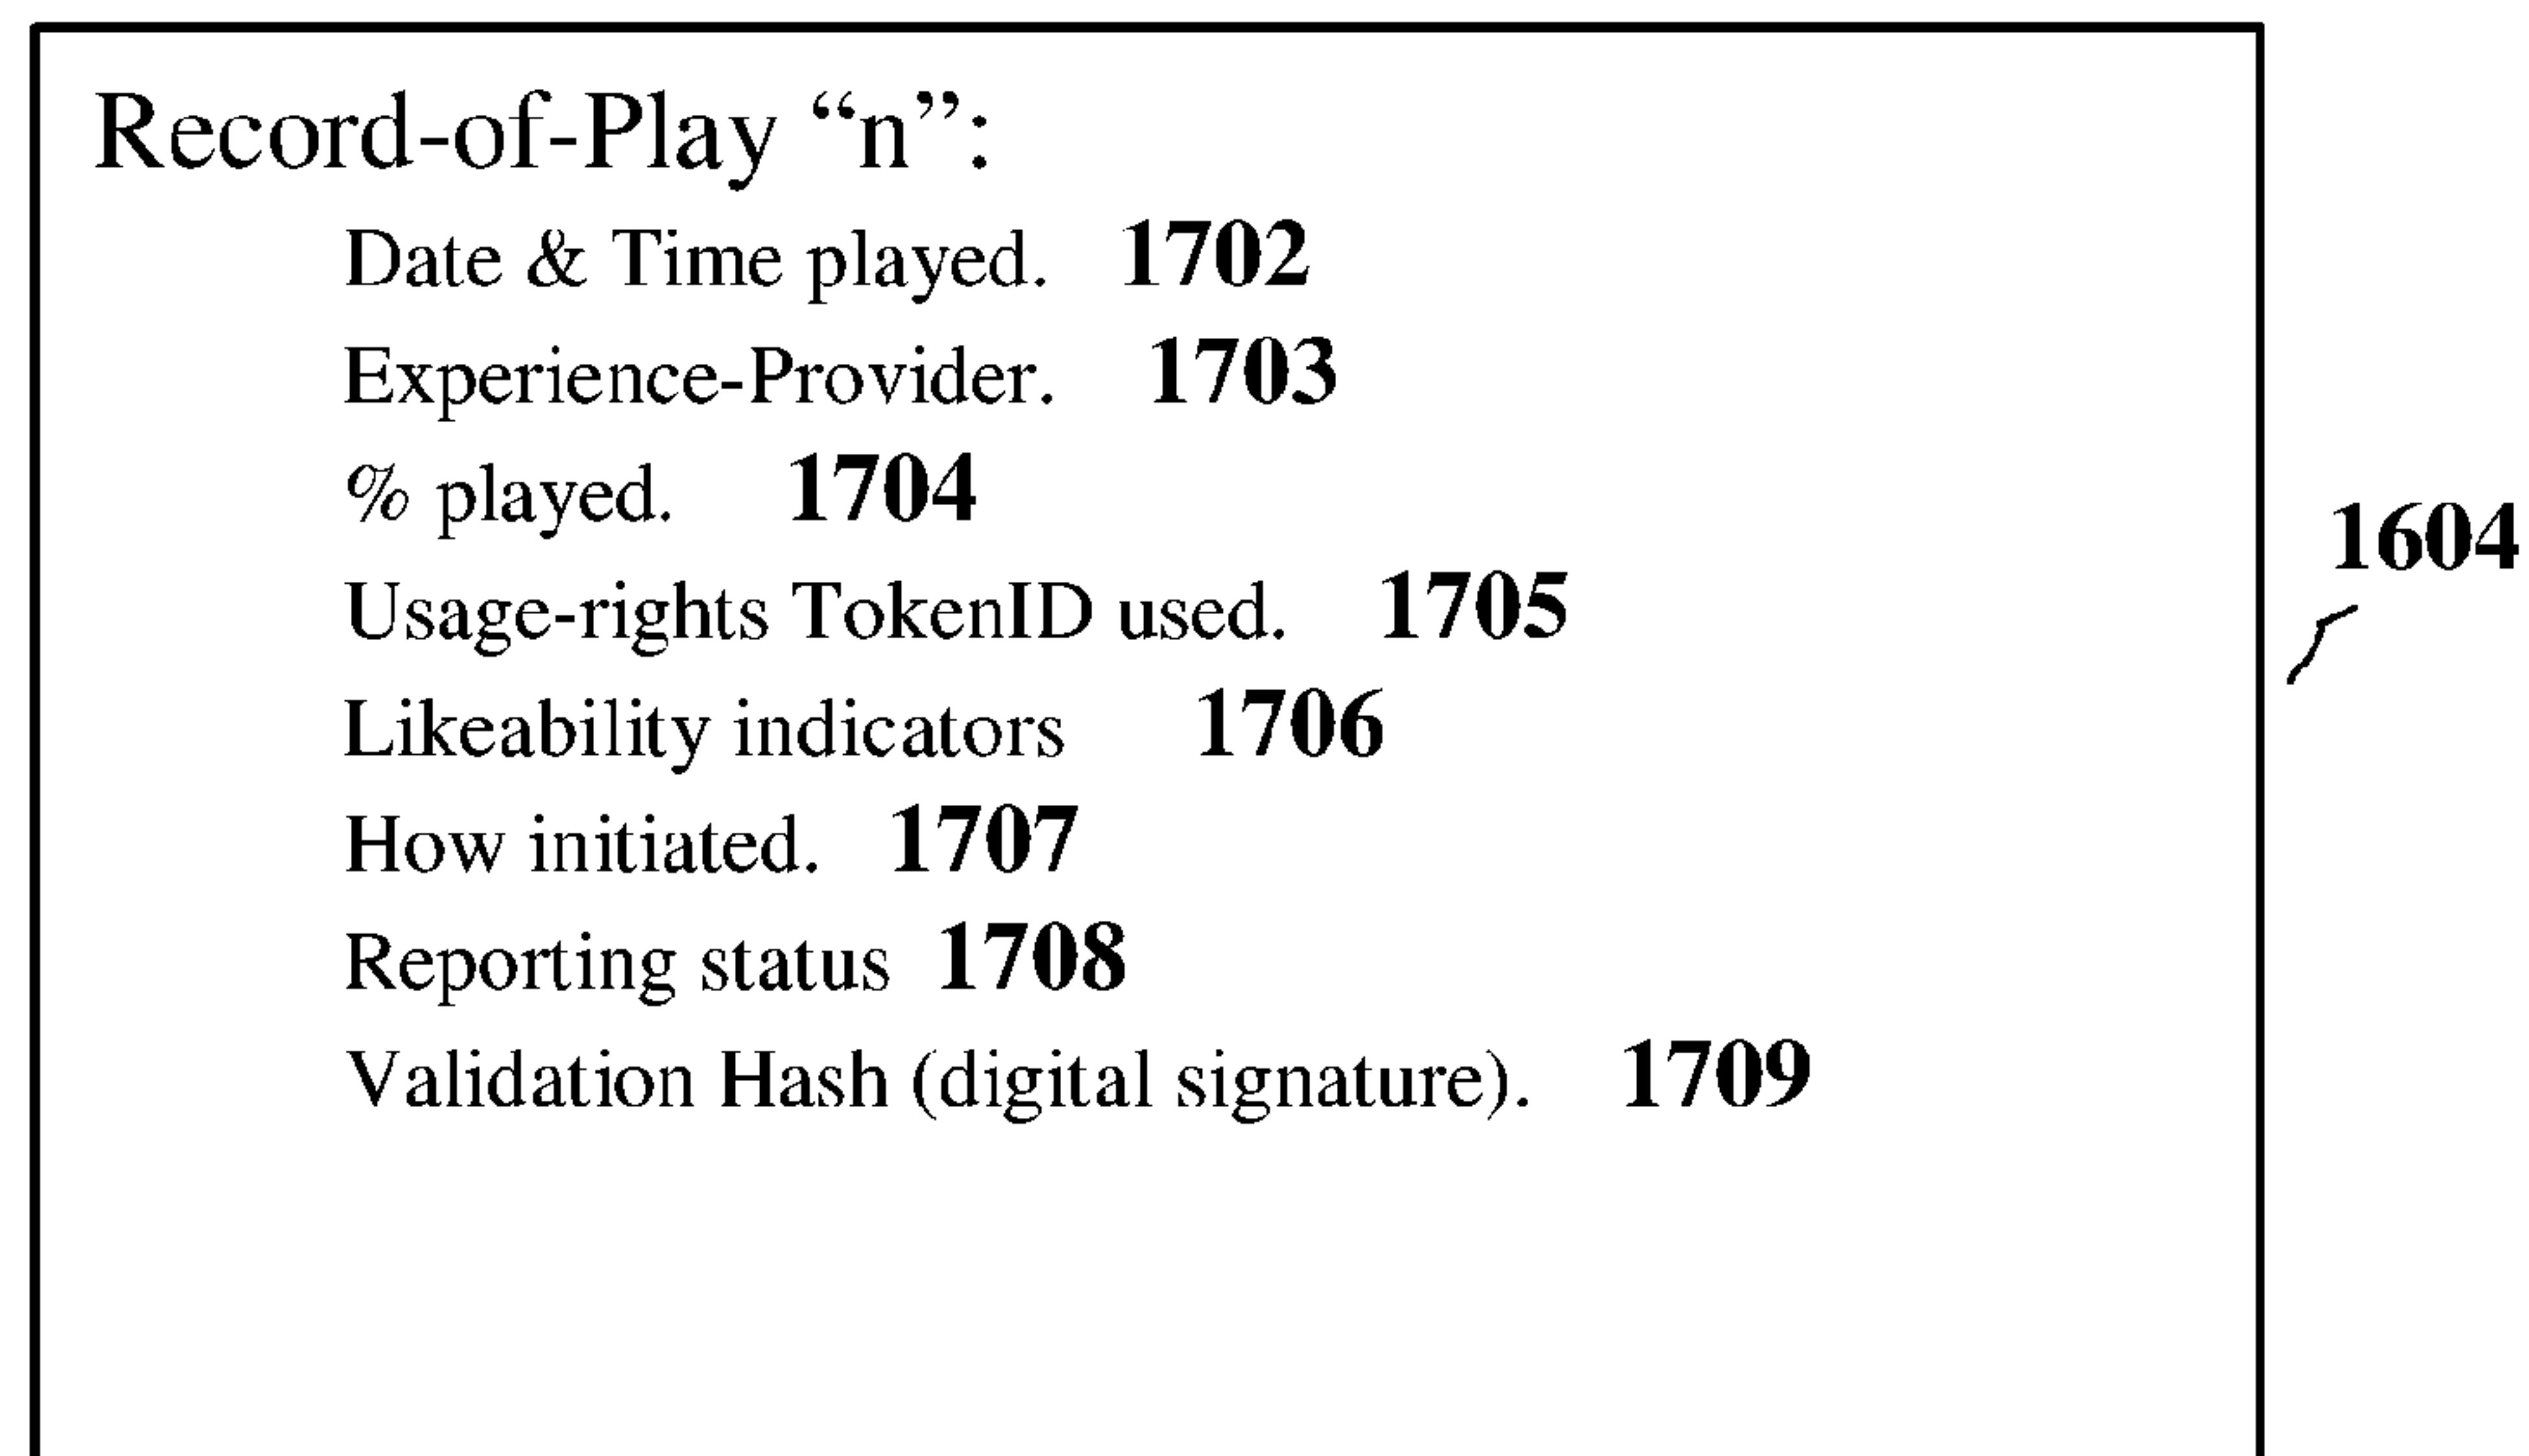 Record-of-Play “n”:
Date & Time played. 1702
Experience-Provider. 1703
% played. 1704
Usage-rights TokenID used. 1705
Likeability indicators 1706
How initiated. 1707
Reporting status 1708
Validation Hash (digital signature). 1709
1604